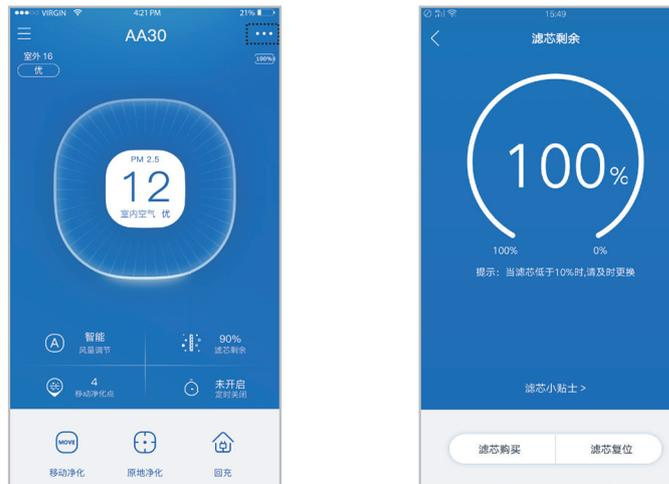 VIRGIN
4:21 PM
21%
AA30
室外 16
优
100%
PM 2.5
12
室内空气 优
A
智能
风量调节
90%
滤芯剩余
4
移动净化点
未开启
定时关闭
MOVE
移动净化
原地净化
回充
15:49
滤芯剩余
100%
100%
0%
提示：当滤芯低于10%时,请及时更换
滤芯小贴士 >
滤芯购买
滤芯复位